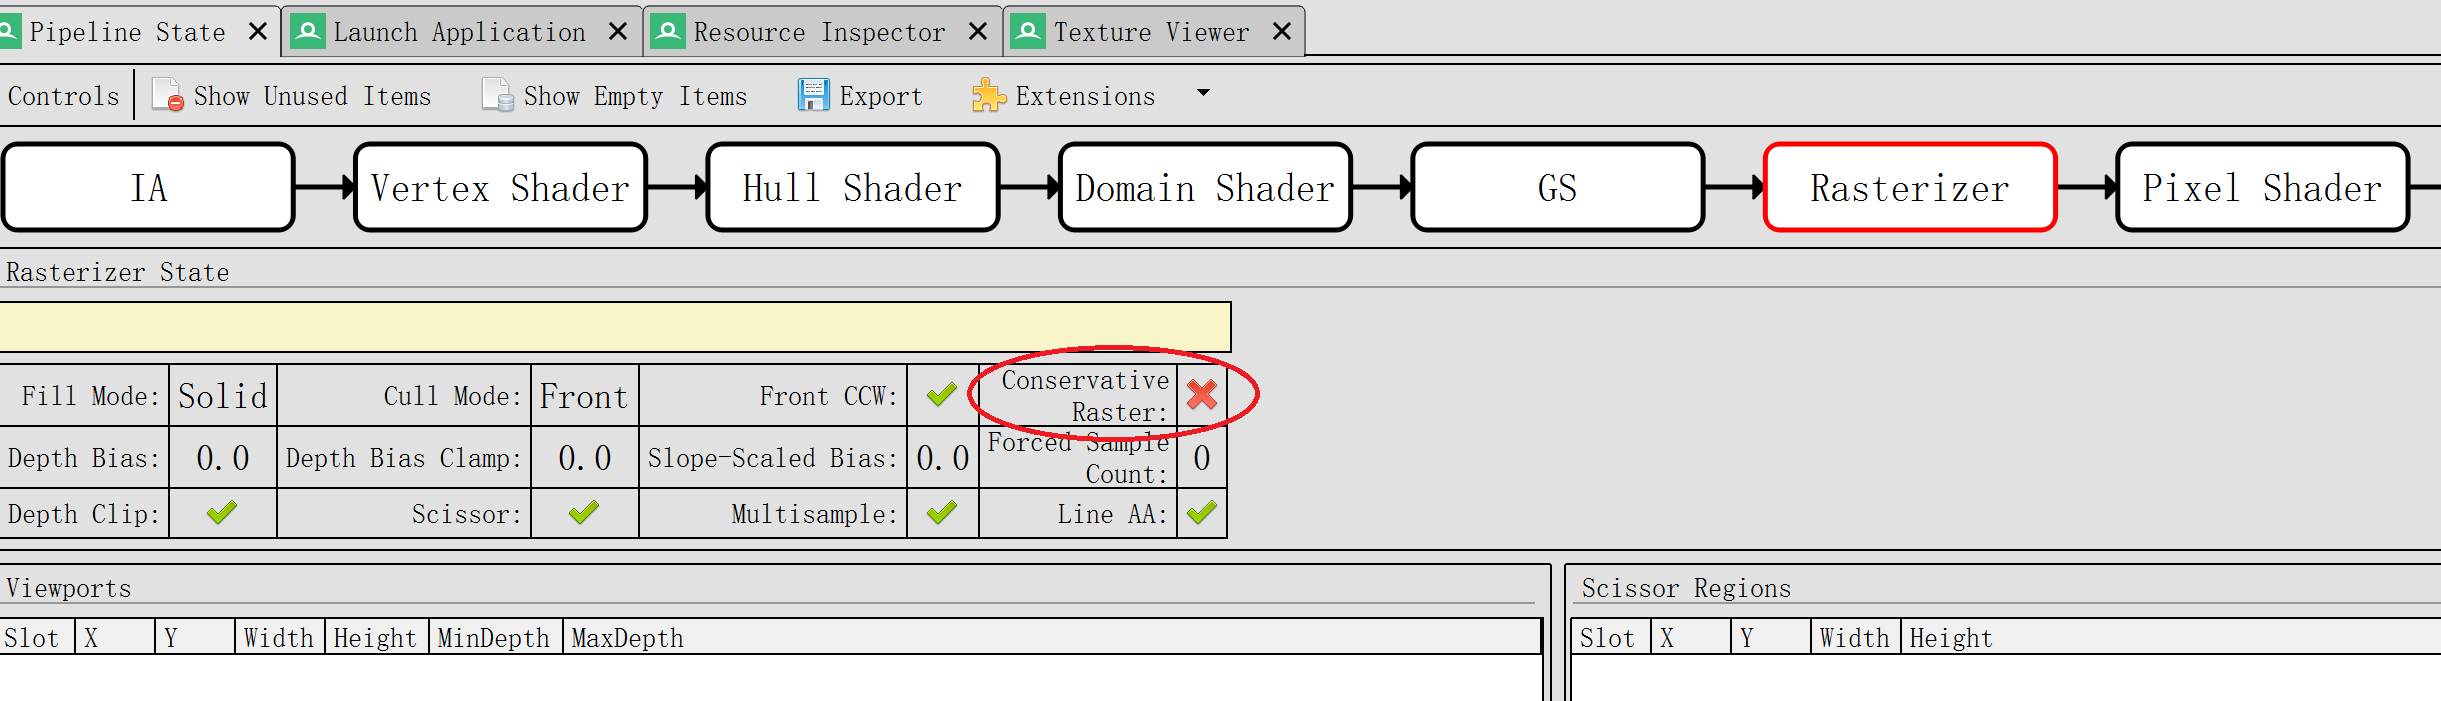 Pipeline State
Launch Application
Resource Inspector
Texture Viewer
Controls
Show Unused Items
Show Empty Items
Export
Extensions
IA
Vertex Shader
Hull Shader
Domain Shader
GS
Rasterizer
Pixel Shader
Rasterizer State
Fill Mode: Solid
Cull Mode: Front
Front CCW:
Conservative
Raster:
Depth Bias: 0.0
Depth Bias Clamp: 0.0
Slope-Scaled Bias: 0.0
Forced Sample
Count: 0
Depth Clip:
Scissor:
Multisample:
Line AA:
Viewports
Slot X Y Width Height MinDepth MaxDepth
Scissor Regions
Slot X Y Width Height